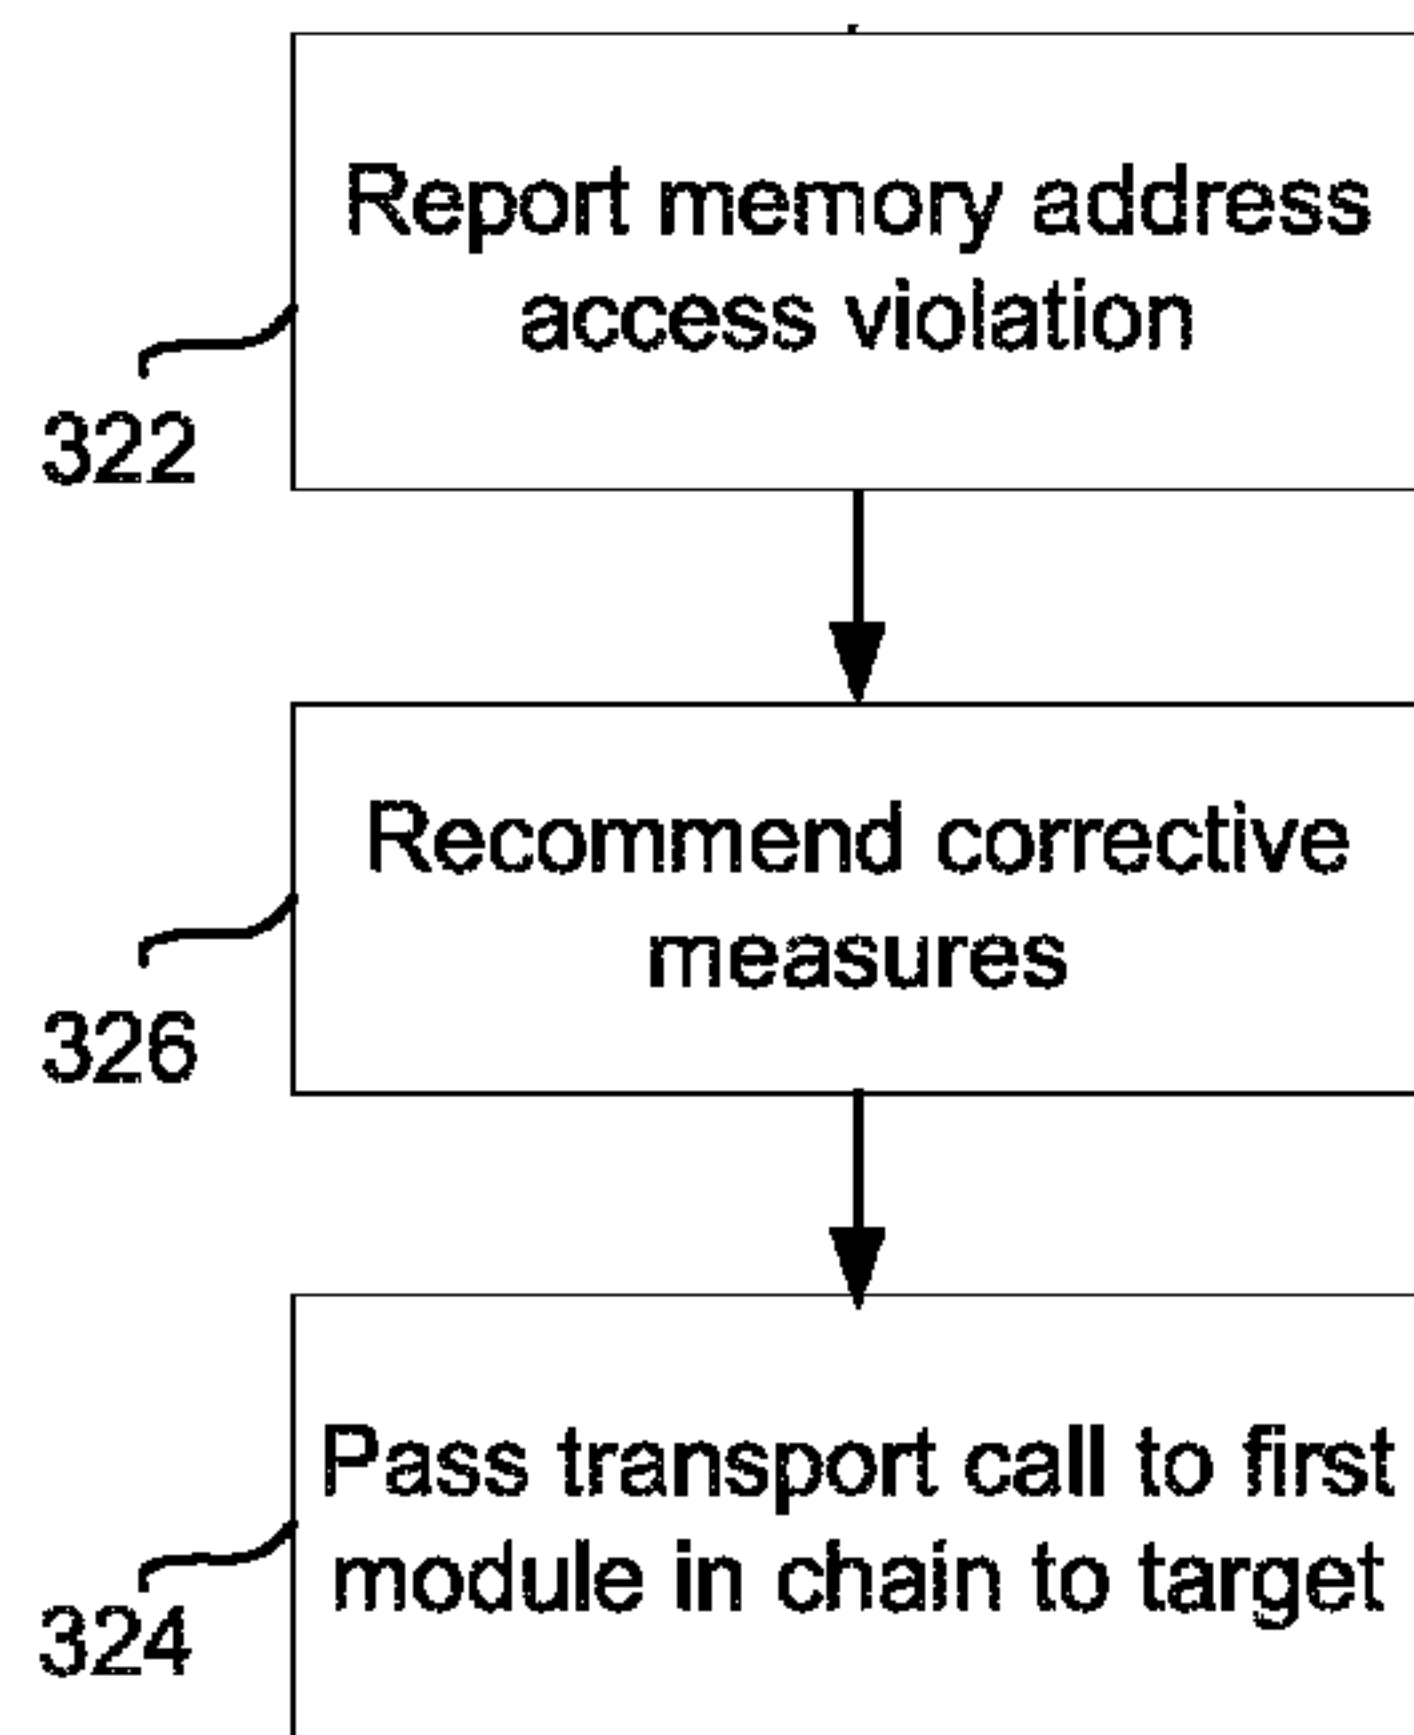 Report memory address
access violation
322
Recommend corrective
measures
326
Pass transport call to first
module in chain to target
324